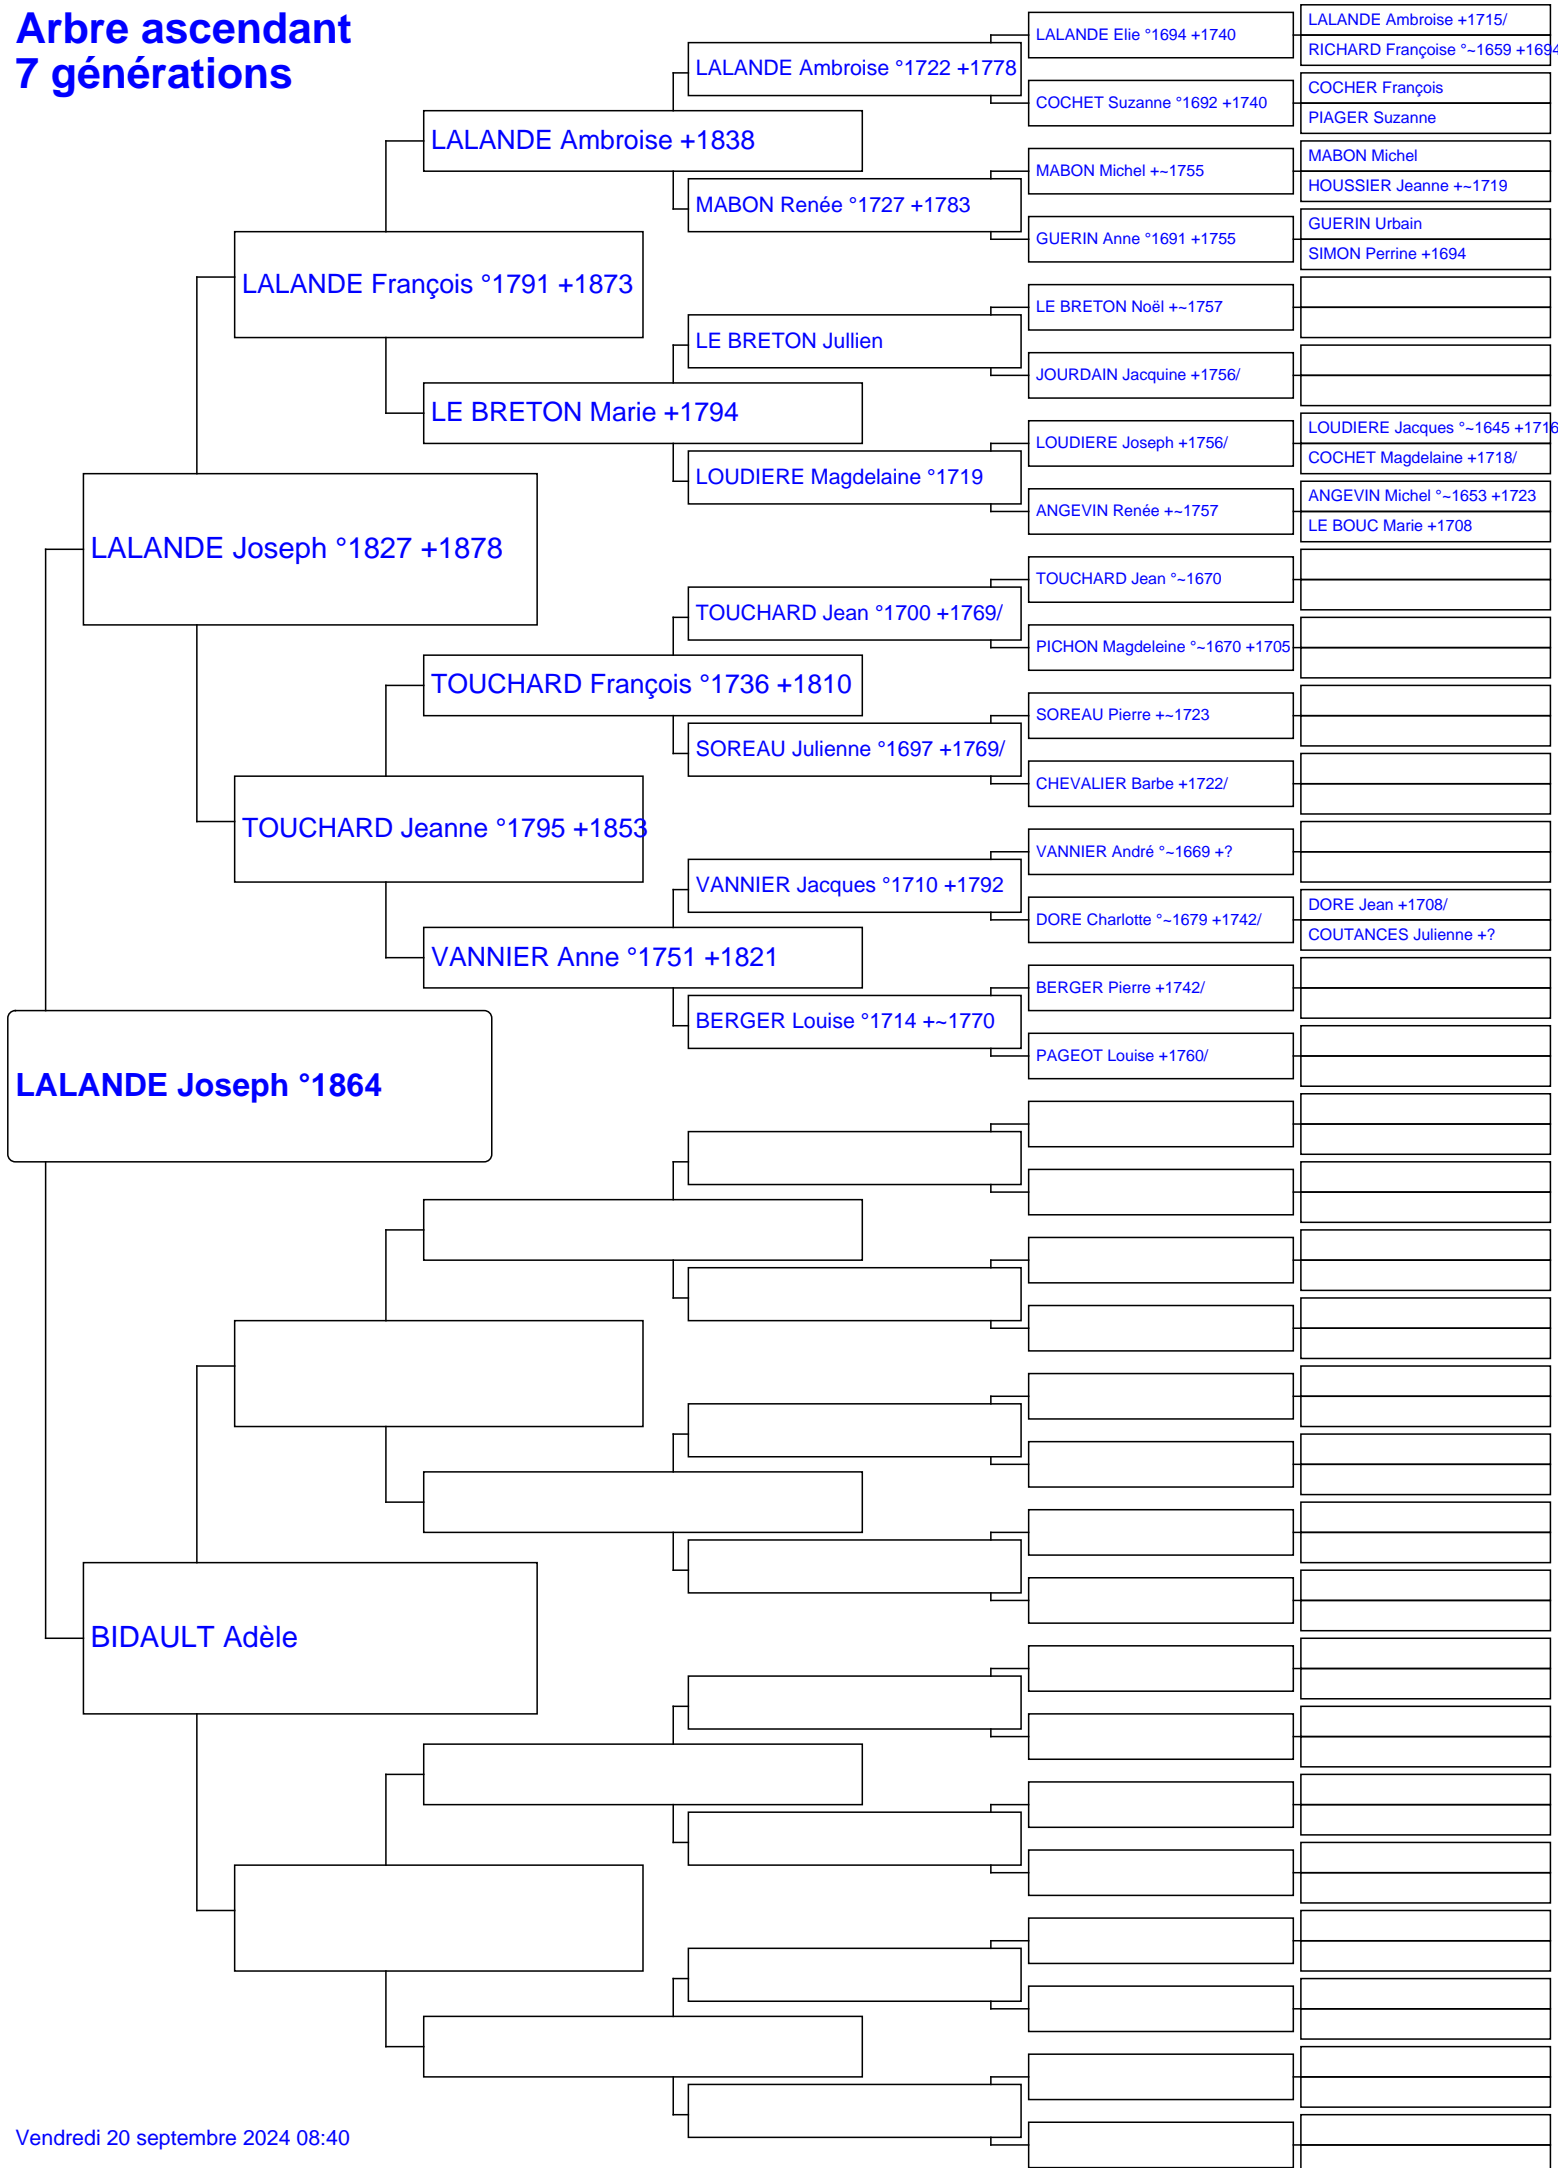 Arbre ascendant
7 générations
LALANDE Joseph °1864
LALANDE Joseph °1827 +1878
BIDAULT Adèle
LALANDE François °1791 +1873
TOUCHARD Jeanne °1795 +1853
LALANDE Ambroise +1838
LE BRETON Marie +1794
TOUCHARD François °1736 +1810
VANNIER Anne °1751 +1821
LALANDE Ambroise °1722 +1778
MABON Renée °1727 +1783
LE BRETON Jullien
LOUDIERE Magdelaine °1719
TOUCHARD Jean °1700 +1769/
SOREAU Julienne °1697 +1769/
VANNIER Jacques °1710 +1792
BERGER Louise °1714 +~1770
LALANDE Elie °1694 +1740
COCHET Suzanne °1692 +1740
MABON Michel +~1755
GUERIN Anne °1691 +1755
LE BRETON Noël +~1757
JOURDAIN Jacquine +1756/
LOUDIERE Joseph +1756/
ANGEVIN Renée +~1757
TOUCHARD Jean °~1670
PICHON Magdeleine °~1670 +1705
SOREAU Pierre +~1723
CHEVALIER Barbe +1722/
VANNIER André °~1669 +?
DORE Charlotte °~1679 +1742/
BERGER Pierre +1742/
PAGEOT Louise +1760/
LALANDE Ambroise +1715/
RICHARD Françoise °~1659 +1694
COCHER François
PIAGER Suzanne
MABON Michel
HOUSSIER Jeanne +~1719
GUERIN Urbain
SIMON Perrine +1694
LOUDIERE Jacques °~1645 +1716
COCHET Magdelaine +1718/
ANGEVIN Michel °~1653 +1723
LE BOUC Marie +1708
DORE Jean +1708/
COUTANCES Julienne +?
Vendredi 20 septembre 2024 08:40